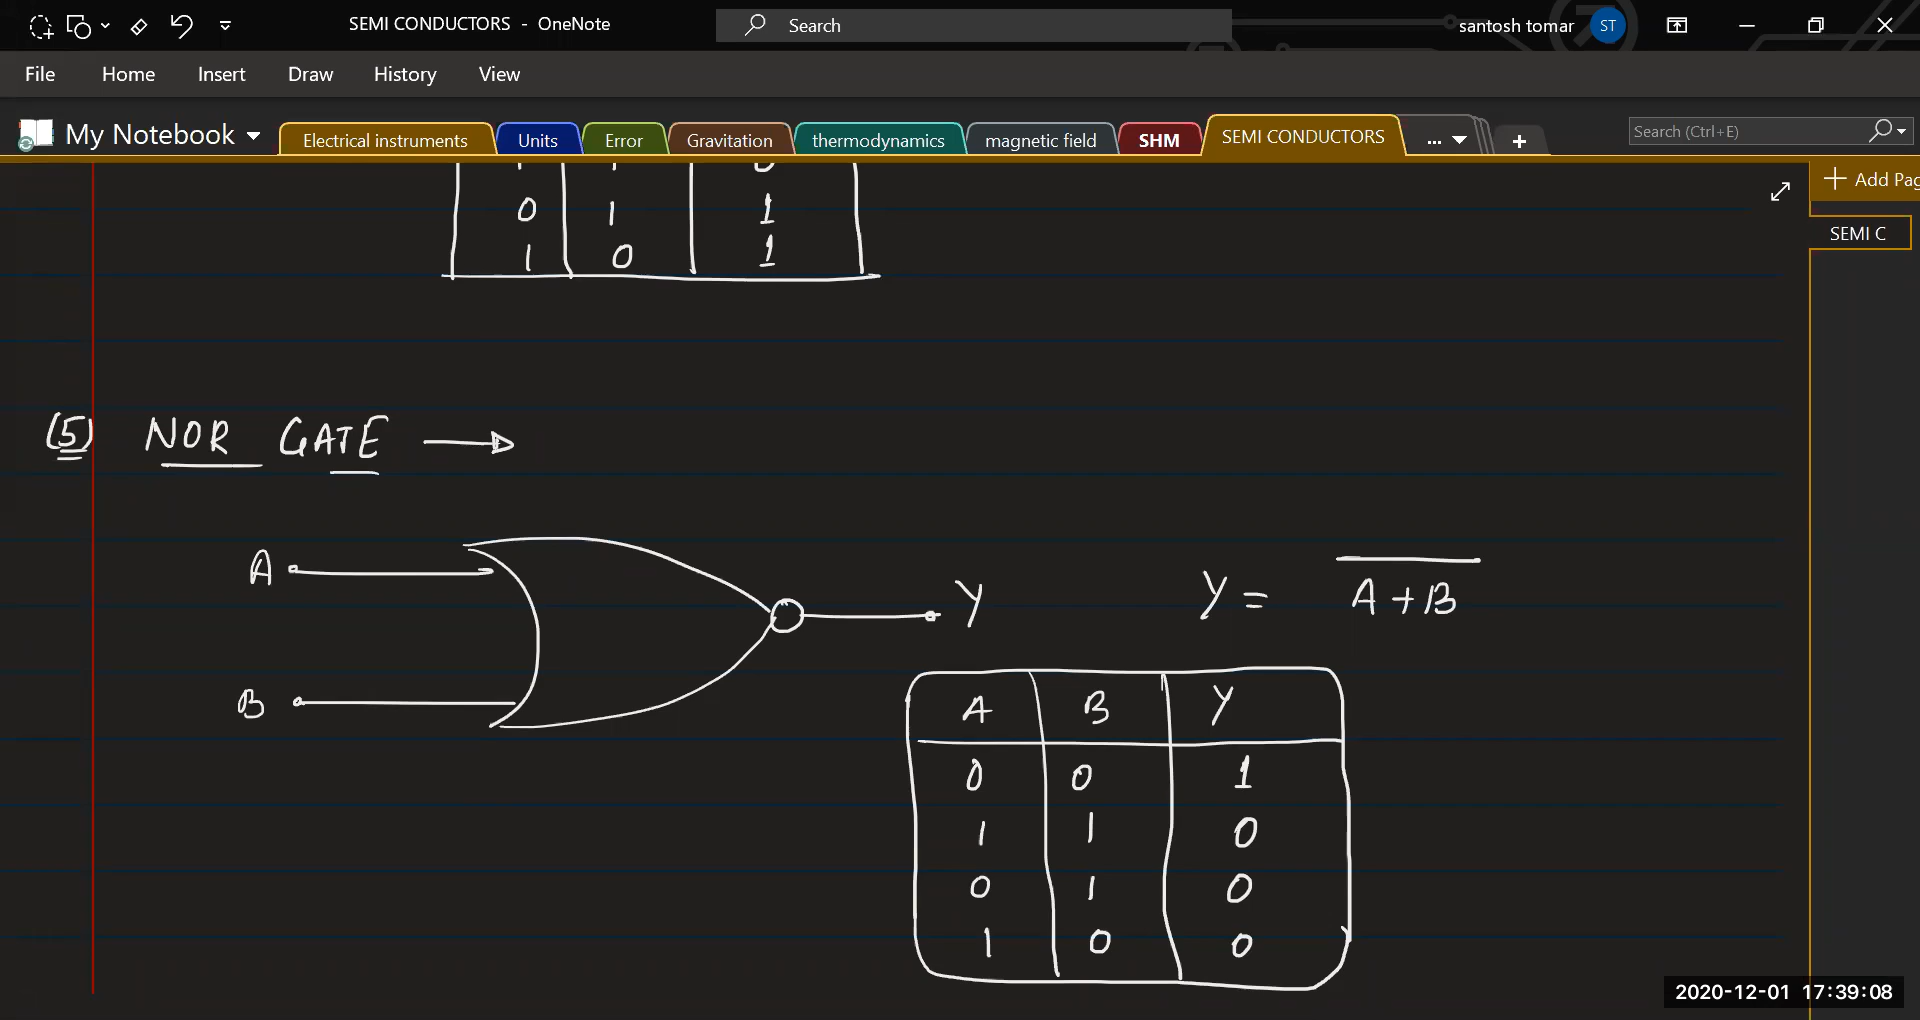 SEMI CONDUCTORS - OneNote
Search
santosh tomar ST
File Home Insert Draw History View
My Notebook Electrical instruments Units Error Gravitation thermodynamics magnetic field SHM SEMI CONDUCTORS ... + Search (Ctrl+E)
+ Add Pag
SEMI C
0 1 1
1 0 1
(5) NOR GATE →
A
B
Y
Y = \overline{A+B}
A B Y
0 0 1
1 1 0
0 1 0
1 0 0
2020-12-01 17:39:08